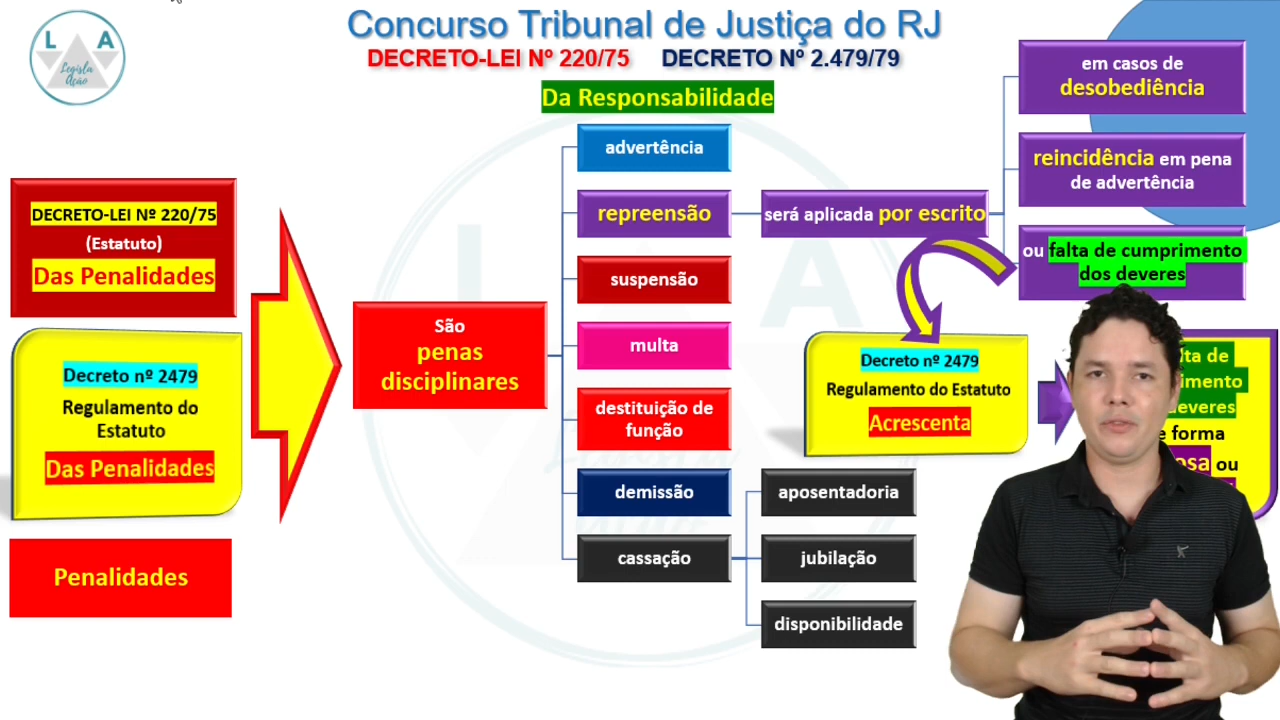 L A
Legisla
Ação
Concurso Tribunal de Justiça do RJ
DECRETO-LEI Nº 220/75 DECRETO Nº 2.479/79
Da Responsabilidade
DECRETO-LEI Nº 220/75
(Estatuto)
Das Penalidades
Decreto nº 2479
Regulamento do
Estatuto
Das Penalidades
Penalidades
São
penas
disciplinares
advertência
repreensão
suspensão
multa
destituição de
função
demissão
cassação
será aplicada por escrito
em casos de
desobediência
reincidência em pena
de advertência
ou falta de cumprimento
dos deveres
Decreto nº 2479
Regulamento do Estatuto
Acrescenta
de
forma
ou
aposentadoria
jubilação
disponibilidade